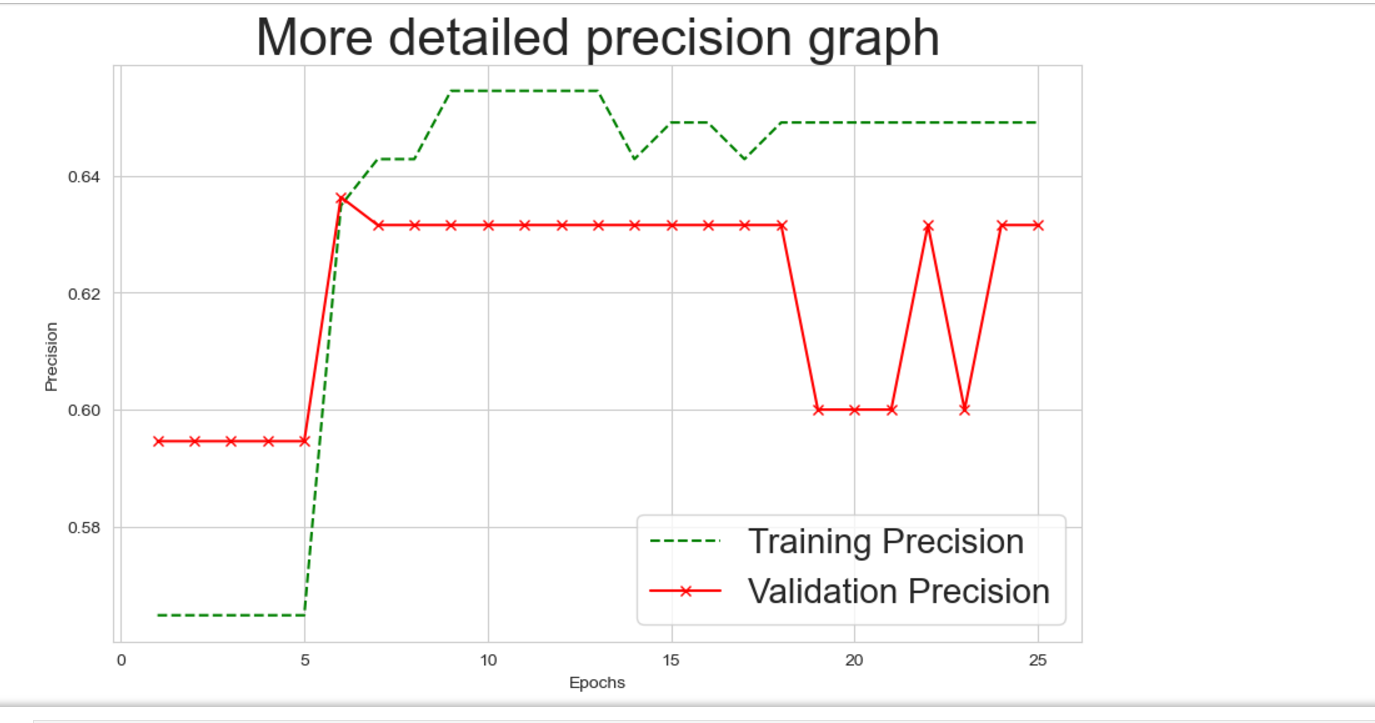 More detailed precision graph
0.64
0.62
0.60
0.58
Precision
Training Precision
Validation Precision
0 5 10 15 20 25
Epochs